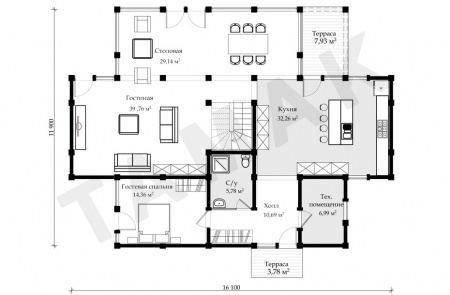 Терраса
7,93 м²
Столовая
29,14 м²
Гостиная
39,76 м²
Кухня
32,26 м²
11 900
С/у
5,78 м²
Гостевая спальня
14,36 м²
Холл
10,69 м²
Тех.
помещение
6,99 м²
Терраса
3,78 м²
16 100
ТАМАК